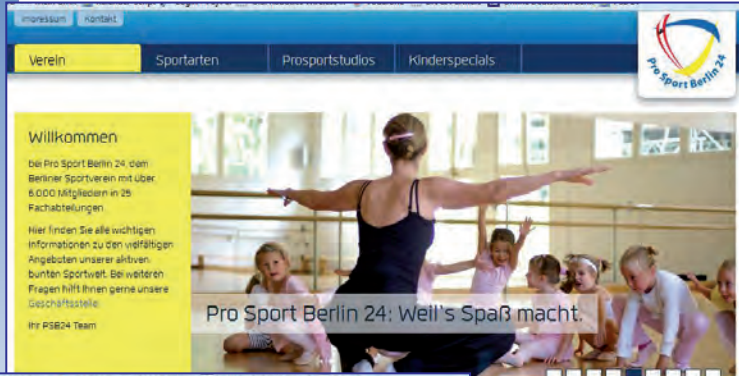 Impressum Kontakt
Verein Sportarten Prosportstudios Kinderspecials
Pro Sport Berlin 24
Willkommen
bei Pro Sport Berlin 24, dem
Berliner Sportverein mit über
6.000 Mitgliedern in 25
Fachabteilungen.
Hier finden Sie alle wichtigen
Informationen zu den vielfältigen
Angeboten unserer aktiven,
bunten Sportwelt. Bei weiteren
Fragen hilft Ihnen gerne unsere
Geschäftsstelle.
Ihr PSB24 Team
Pro Sport Berlin 24: Weil's Spaß macht.